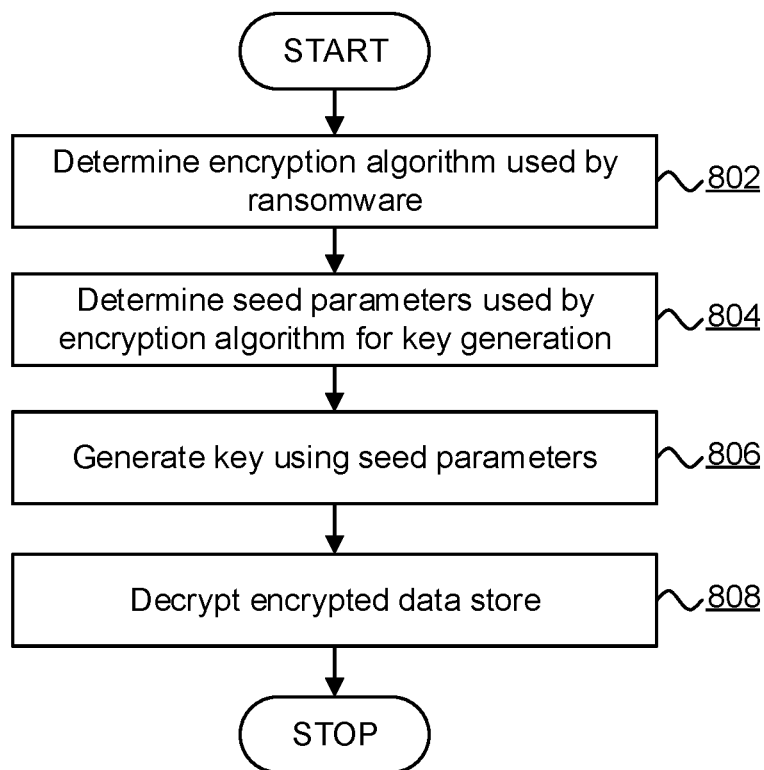 START
Determine encryption algorithm used by
ransomware
802
Determine seed parameters used by
encryption algorithm for key generation
804
Generate key using seed parameters
806
Decrypt encrypted data store
808
STOP